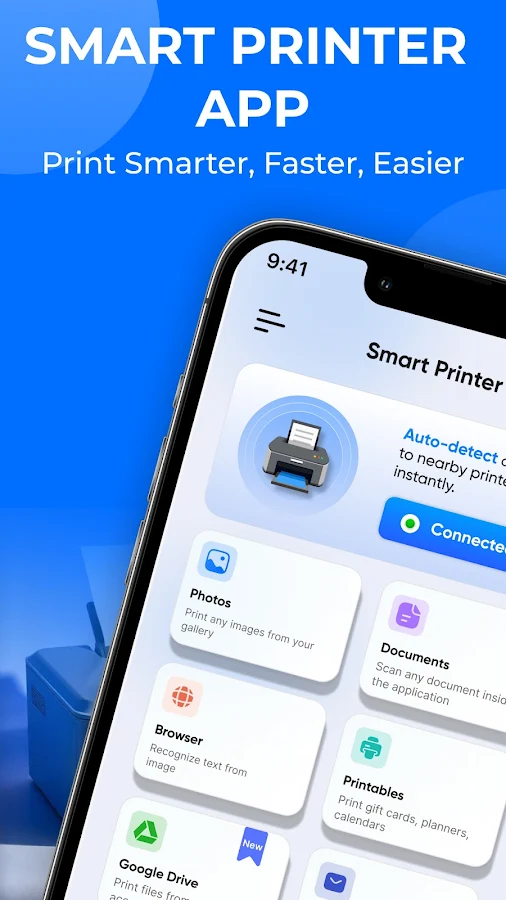 SMART PRINTER
APP
Print Smarter, Faster, Easier
9:41
Smart Printer
Auto-detect
to nearby
instantly.
Connected
Photos
Print any images from your
gallery
Documents
Scan any document
the application
Browser
Recognize text from
image
Printables
Print gift cards, planners,
calendars
New
Google Drive
Print files